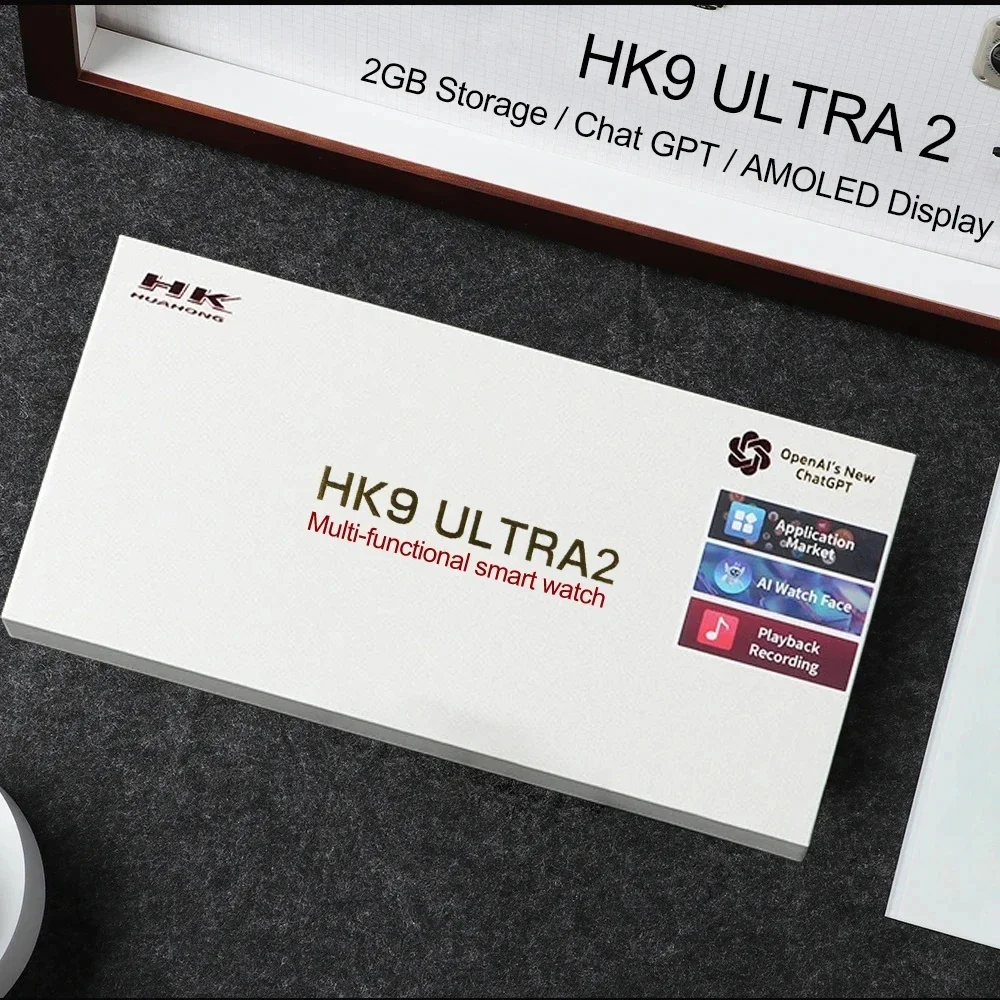 HK9 ULTRA 2
2GB Storage / Chat GPT / AMOLED Display
HK
HUAHONG
OpenAI's New
ChatGPT
HK9 ULTRA2
Multi-functional smart watch
Application
Market
AI Watch Face
Playback
Recording